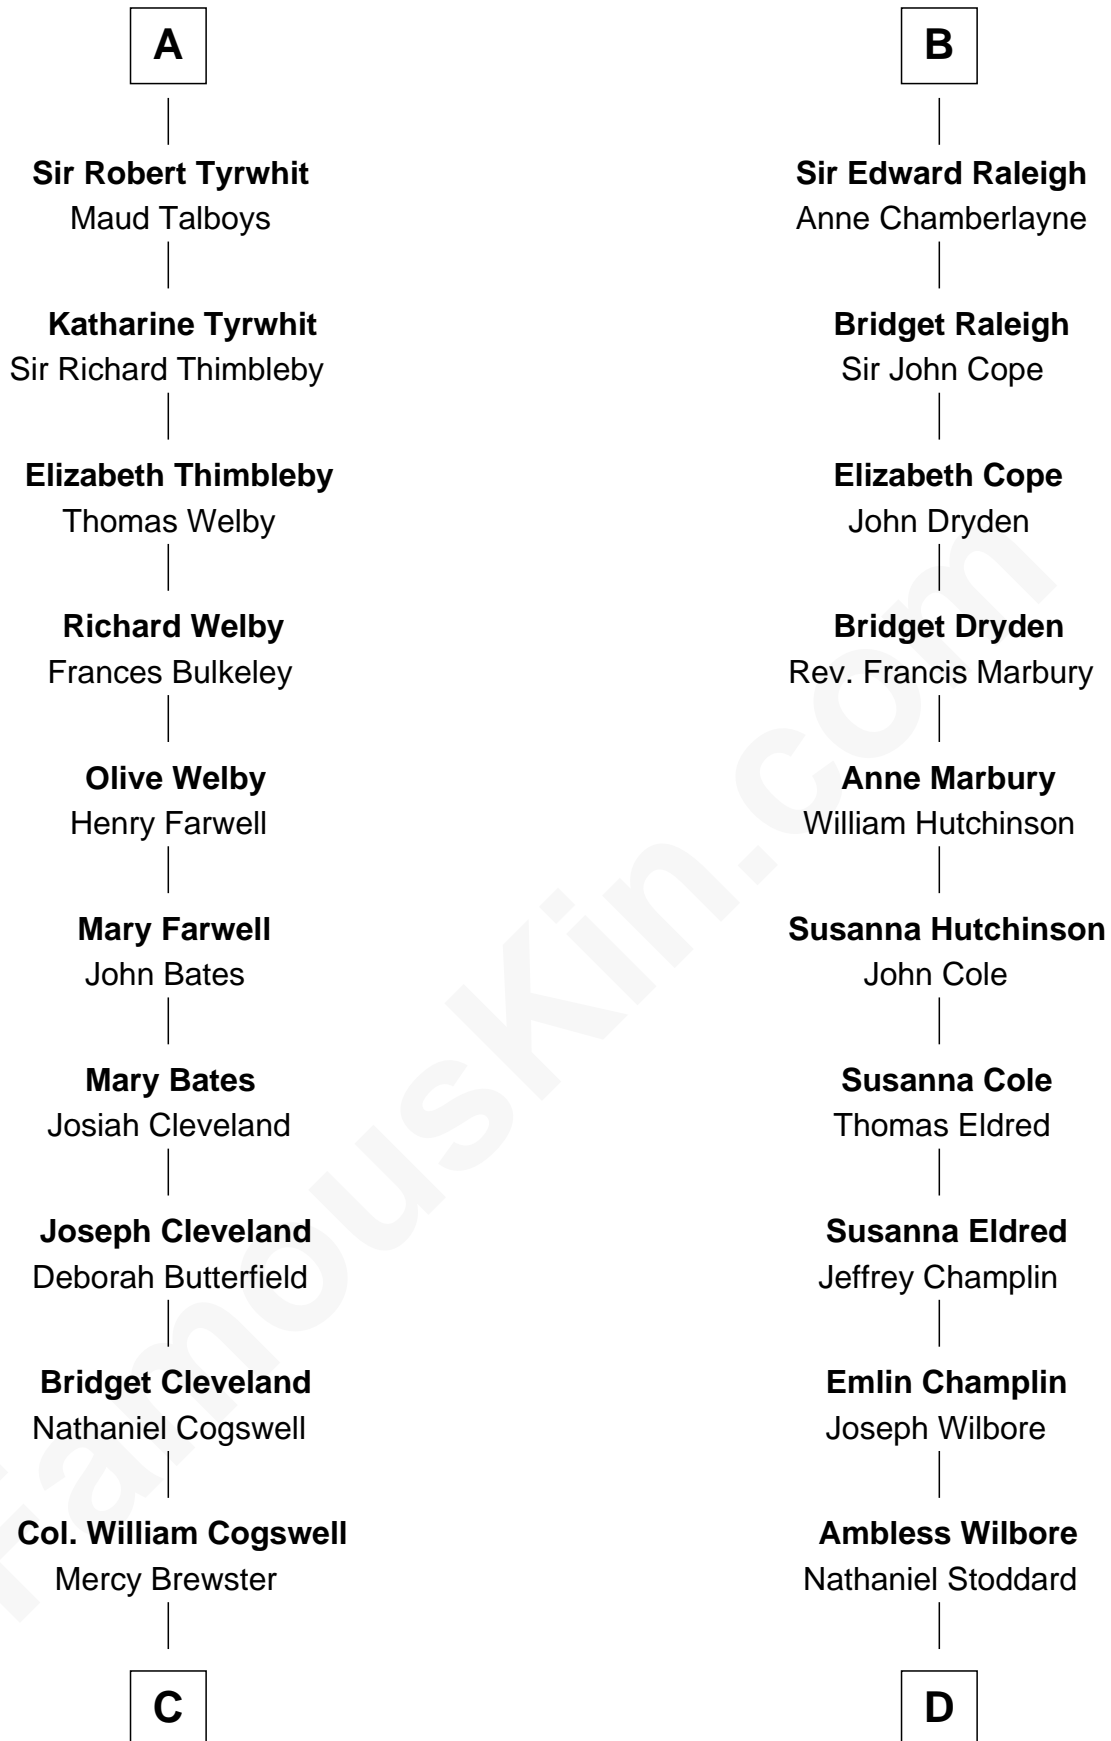 A
Sir Robert Tyrwhit
Maud Talboys
Katharine Tyrwhit
Sir Richard Thimbleby
Elizabeth Thimbleby
Thomas Welby
Richard Welby
Frances Bulkeley
Olive Welby
Henry Farwell
Mary Farwell
John Bates
Mary Bates
Josiah Cleveland
Joseph Cleveland
Deborah Butterfield
Bridget Cleveland
Nathaniel Cogswell
Col. William Cogswell
Mercy Brewster
C
B
Sir Edward Raleigh
Anne Chamberlayne
Bridget Raleigh
Sir John Cope
Elizabeth Cope
John Dryden
Bridget Dryden
Rev. Francis Marbury
Anne Marbury
William Hutchinson
Susanna Hutchinson
John Cole
Susanna Cole
Thomas Eldred
Susanna Eldred
Jeffrey Champlin
Emlin Champlin
Joseph Wilbore
Ambless Wilbore
Nathaniel Stoddard
D
FamousKin.com